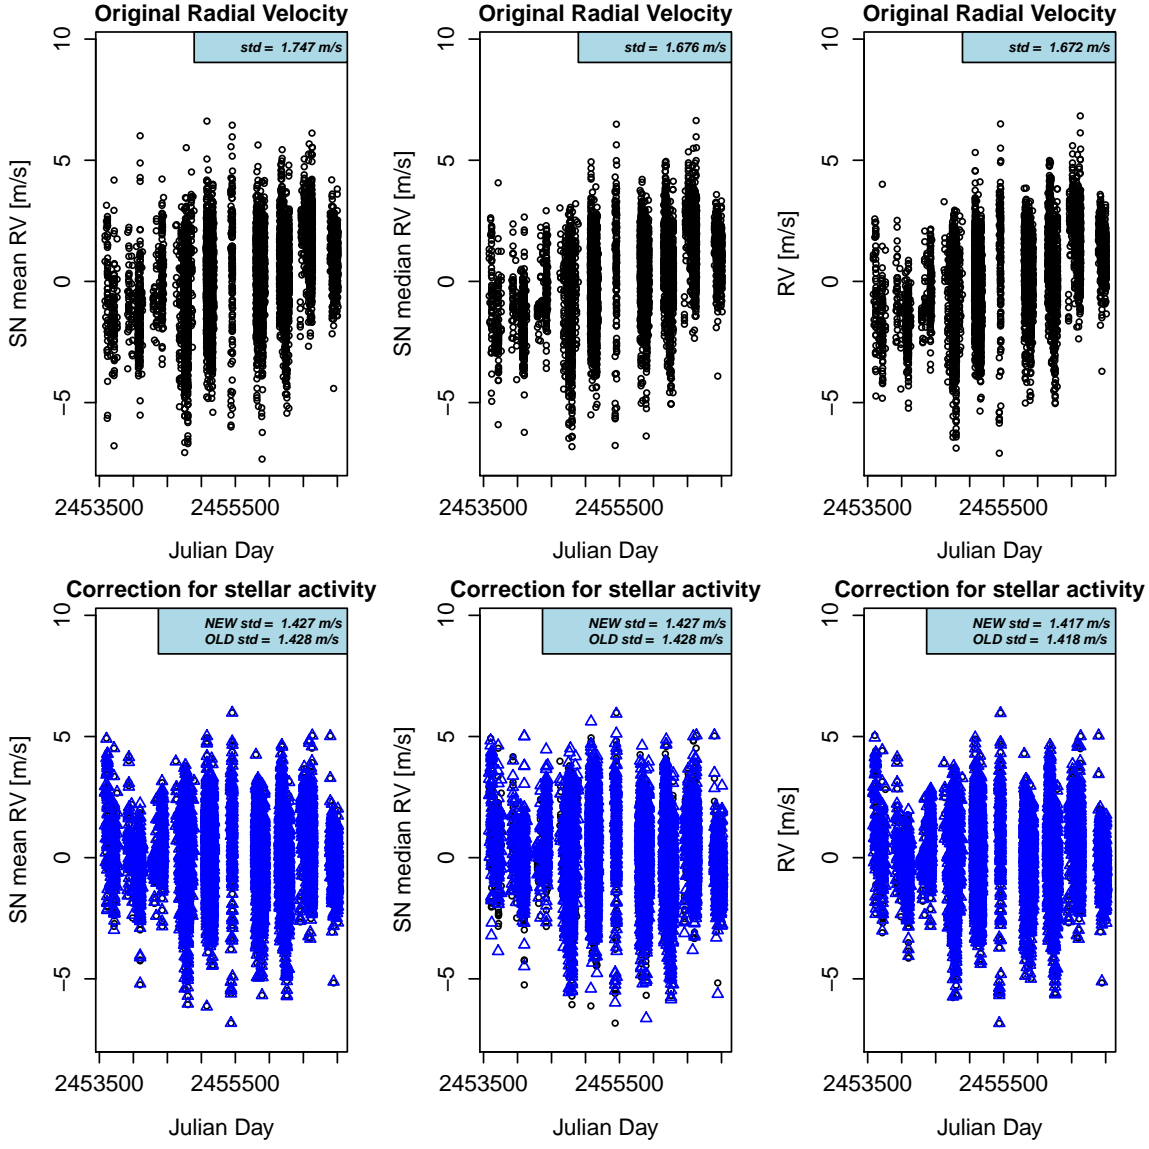 Original Radial Velocity
std = 1.747 m/s
10
5
0
−5
SN mean RV [m/s]
2453500
2455500
Julian Day
Original Radial Velocity
std = 1.676 m/s
10
5
0
−5
SN median RV [m/s]
2453500
2455500
Julian Day
Original Radial Velocity
std = 1.672 m/s
10
5
0
−5
RV [m/s]
2453500
2455500
Julian Day
Correction for stellar activity
NEW std = 1.427 m/s
OLD std = 1.428 m/s
10
5
0
−5
SN mean RV [m/s]
2453500
2455500
Julian Day
Correction for stellar activity
NEW std = 1.427 m/s
OLD std = 1.428 m/s
10
5
0
−5
SN median RV [m/s]
2453500
2455500
Julian Day
Correction for stellar activity
NEW std = 1.417 m/s
OLD std = 1.418 m/s
10
5
0
−5
RV [m/s]
2453500
2455500
Julian Day